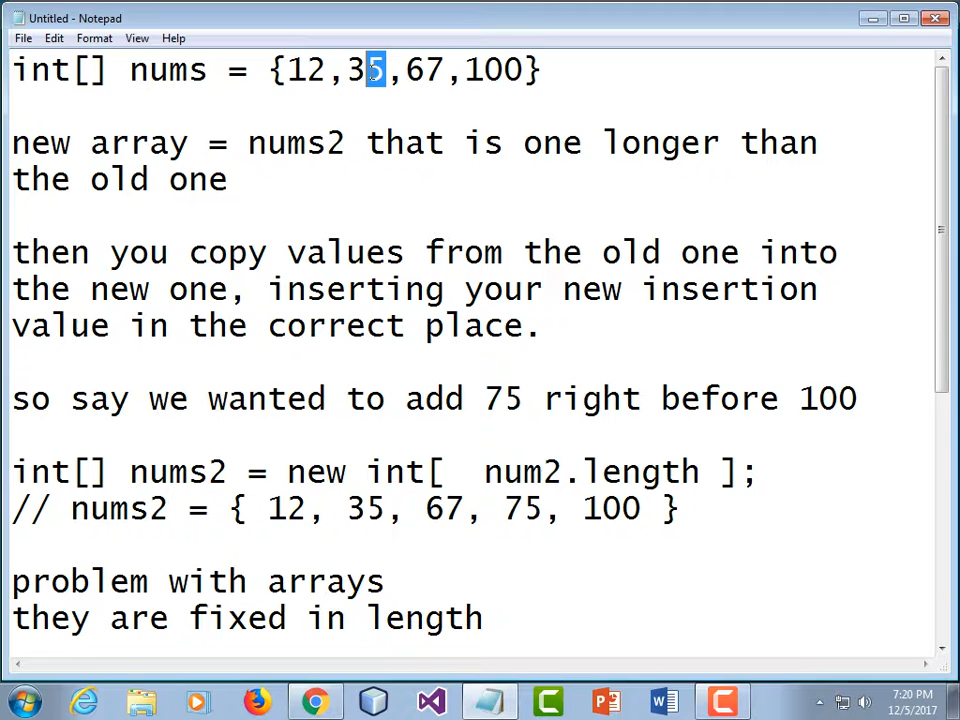 Untitled - Notepad
File Edit Format View Help
int[] nums = {12,35,67,100}
new array = nums2 that is one longer than
the old one
then you copy values from the old one into
the new one, inserting your new insertion
value in the correct place.
so say we wanted to add 75 right before 100
int[] nums2 = new int[  num2.length ];
// nums2 = { 12, 35, 67, 75, 100 }
problem with arrays
they are fixed in length
7:20 PM
12/5/2017